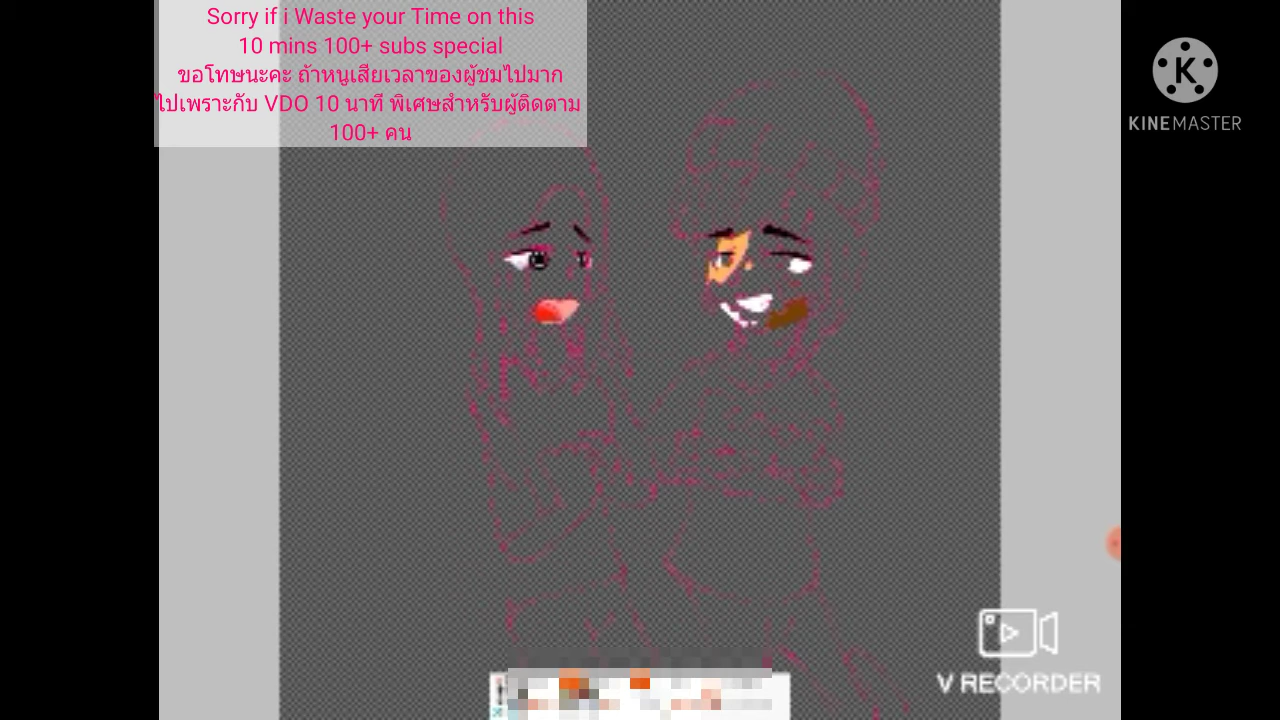 Sorry if i Waste your Time on this
10 mins 100+ subs special
ขอโทษนะคะ ถ้าหนูเสียเวลาของผู้ชมไปมาก
ไปเพราะกับ VDO 10 นาที พิเศษสำหรับผู้ติดตาม
100+ คน
KINEMASTER
V RECORDER